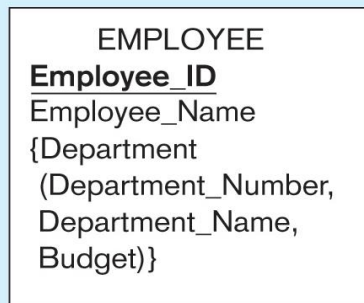 EMPLOYEE
Employee_ID
Employee_Name
{Department
(Department_Number,
Department_Name,
Budget)}